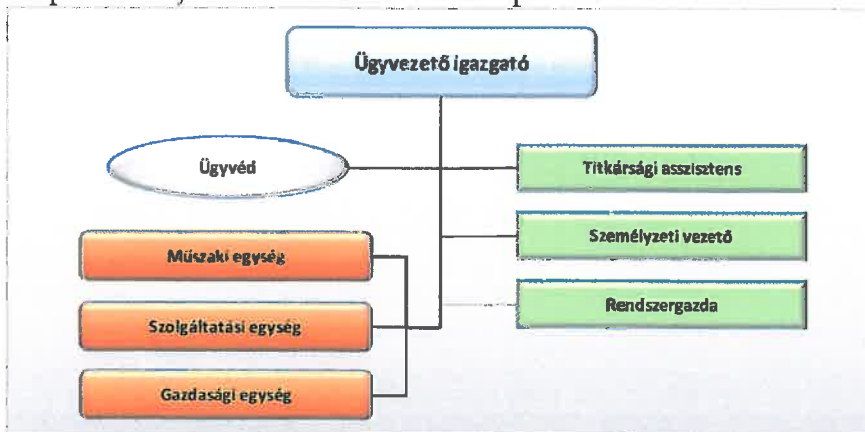 Ügyvezető igazgató
Ügyvéd
Titkársági asszisztens
Személyzeti vezető
Műszaki egység
Rendszergazda
Szolgáltatási egység
Gazdasági egység